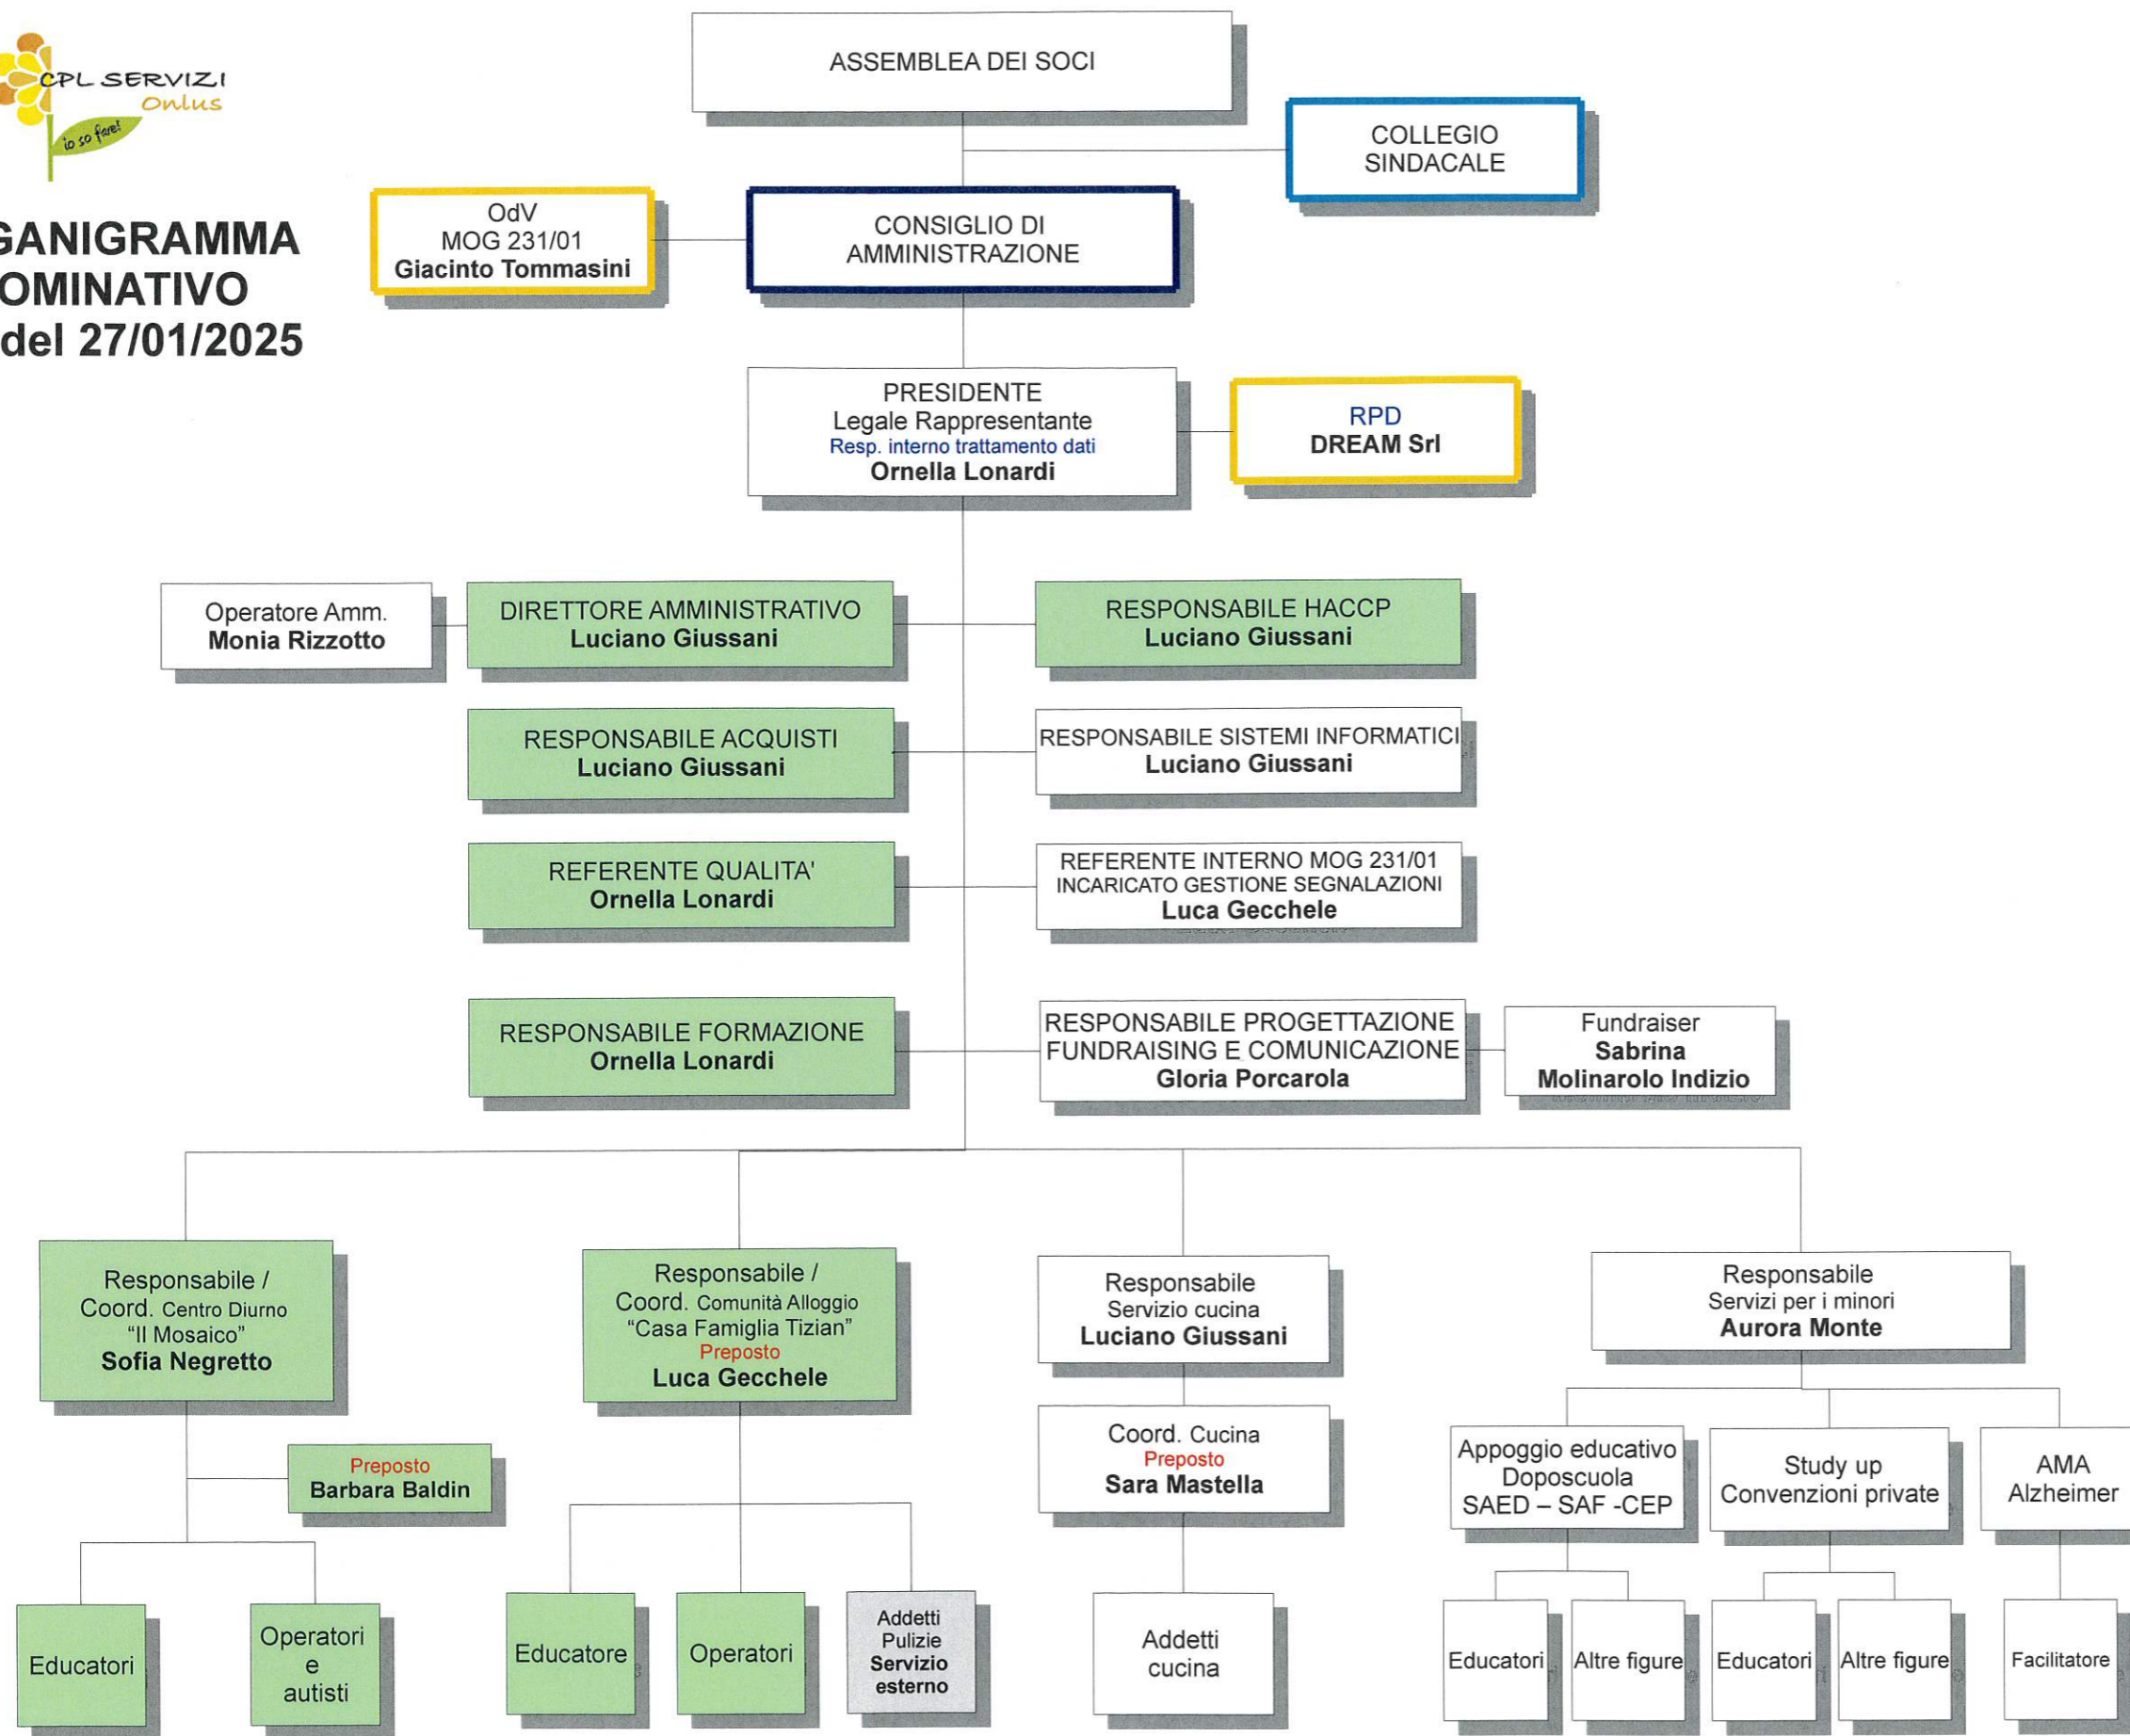 CPL SERVIZI
Onlus
io so fare!
GANIGRAMMA
OMINATIVO
del 27/01/2025
ASSEMBLEA DEI SOCI
COLLEGIO
SINDACALE
OdV
MOG 231/01
Giacinto Tommasini
CONSIGLIO DI
AMMINISTRAZIONE
PRESIDENTE
Legale Rappresentante
Resp. interno trattamento dati
Ornella Lonardi
RPD
DREAM Srl
Operatore Amm.
Monia Rizzotto
DIRETTORE AMMINISTRATIVO
Luciano Giussani
RESPONSABILE HACCP
Luciano Giussani
RESPONSABILE ACQUISTI
Luciano Giussani
RESPONSABILE SISTEMI INFORMATICI
Luciano Giussani
REFERENTE QUALITA'
Ornella Lonardi
REFERENTE INTERNO MOG 231/01
INCARICATO GESTIONE SEGNALAZIONI
Luca Gecchele
RESPONSABILE FORMAZIONE
Ornella Lonardi
RESPONSABILE PROGETTAZIONE
FUNDRAISING E COMUNICAZIONE
Gloria Porcarola
Fundraiser
Sabrina
Molinarolo Indizio
Responsabile /
Coord. Centro Diurno
“Il Mosaico”
Sofia Negretto
Responsabile /
Coord. Comunità Alloggio
“Casa Famiglia Tizian”
Preposto
Luca Gecchele
Responsabile
Servizio cucina
Luciano Giussani
Responsabile
Servizi per i minori
Aurora Monte
Preposto
Barbara Baldin
Coord. Cucina
Preposto
Sara Mastella
Appoggio educativo
Doposcuola
SAED – SAF -CEP
Study up
Convenzioni private
AMA
Alzheimer
Educatori
Operatori
e
autisti
Educatore
Operatori
Addetti
Pulizie
Servizio
esterno
Addetti
cucina
Educatori
Altre figure
Educatori
Altre figure
Facilitatore